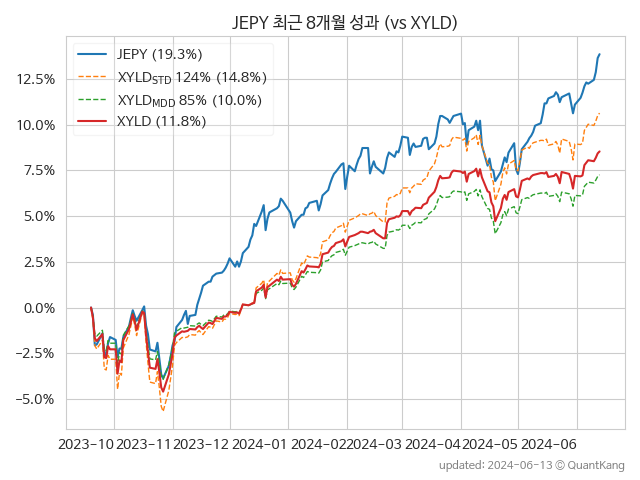 JEPY 최근 8개월 성과 (vs XYLD)
JEPY (19.3%)
XYLD_STD 124% (14.8%)
XYLD_MDD 85% (10.0%)
XYLD (11.8%)
12.5%
10.0%
7.5%
5.0%
2.5%
0.0%
−2.5%
−5.0%
2023-10 2023-11 2023-12 2024-01 2024-02 2024-03 2024-04 2024-05 2024-06
updated: 2024-06-13 © QuantKang